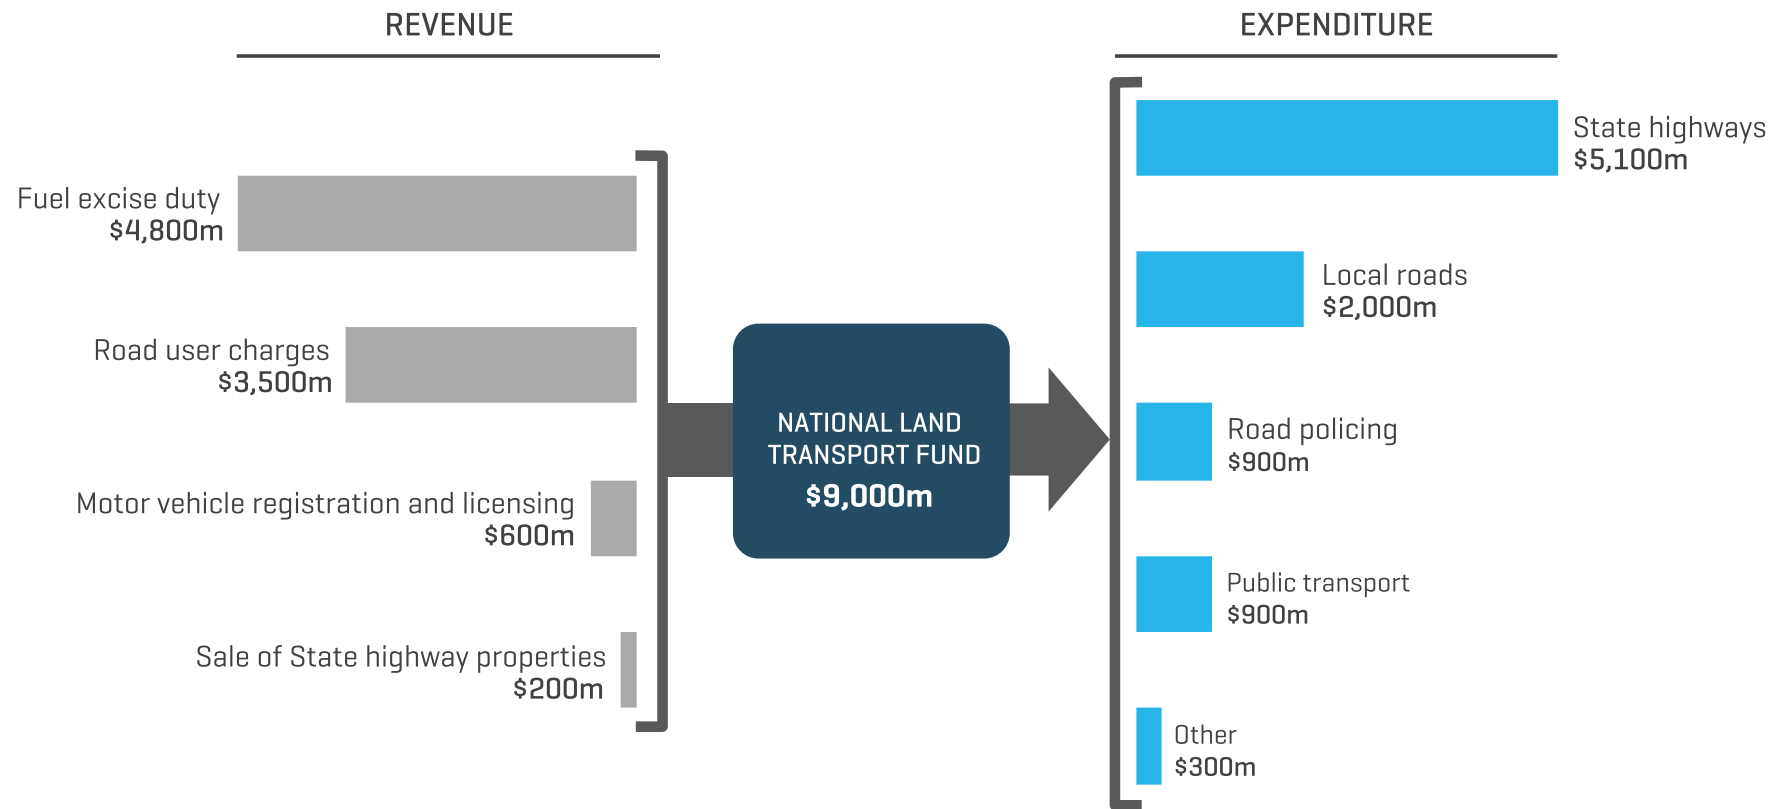 REVENUE
Fuel excise duty
$4,800m
Road user charges
$3,500m
Motor vehicle registration and licensing
$600m
Sale of State highway properties
$200m
NATIONAL LAND
TRANSPORT FUND
$9,000m
EXPENDITURE
State highways
$5,100m
Local roads
$2,000m
Road policing
$900m
Public transport
$900m
Other
$300m